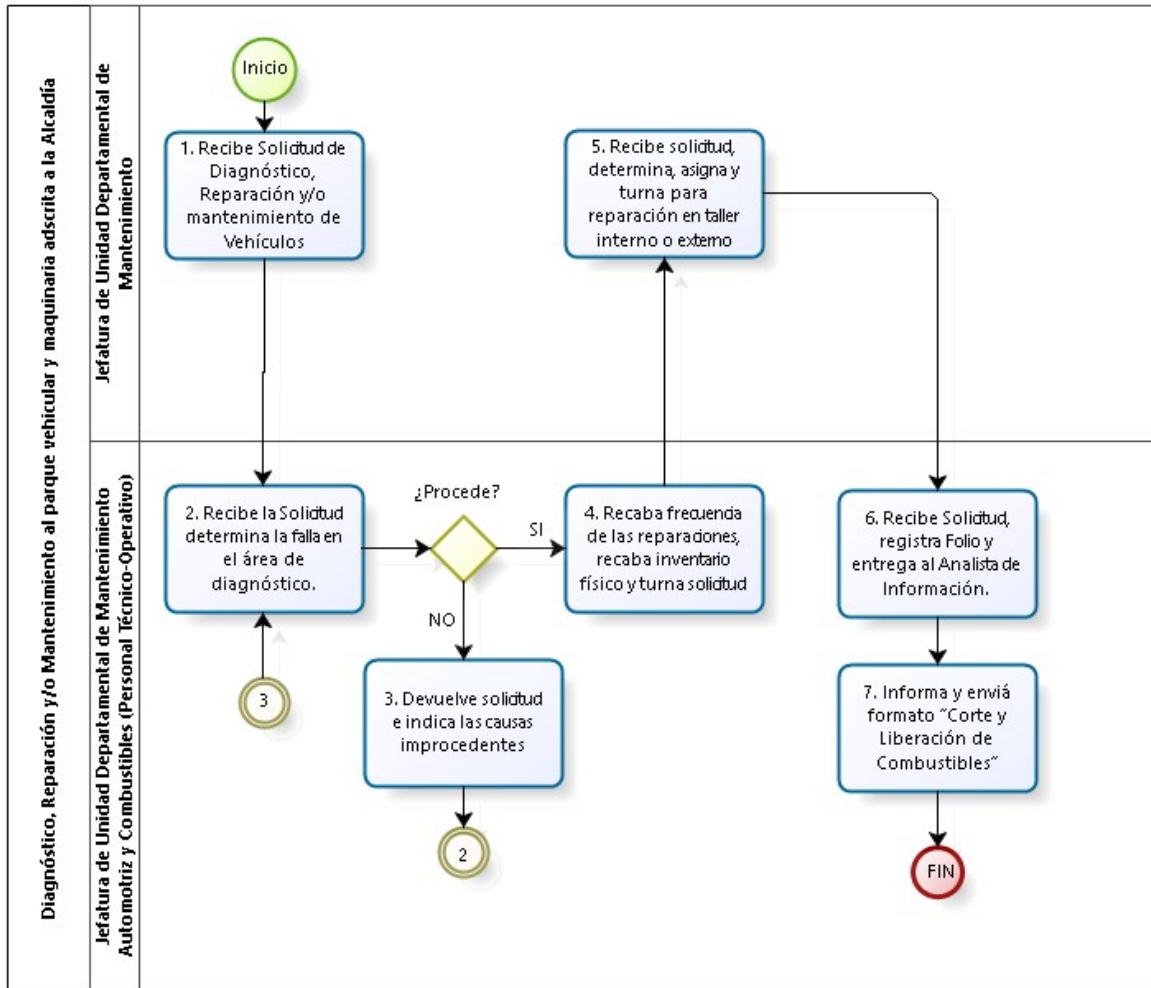 Diagnóstico, Reparación y/o Mantenimiento al parque vehicular y maquinaria adscrita a la Alcaldía
Jefatura de Unidad Departamental de
Mantenimiento
Inicio
1. Recibe Solicitud de
Diagnóstico,
Reparación y/o
mantenimiento de
Vehículos
5. Recibe solicitud,
determina, asigna y
turna para
reparación en taller
interno o externo
Jefatura de Unidad Departamental de Mantenimiento
Automotriz y Combustibles (Personal Técnico-Operativo)
2. Recibe la Solicitud
determina la falla en
el área de
diagnóstico.
3
¿Procede?
SI
NO
3. Devuelve solicitud
e indica las causas
improcedentes
2
4. Recaba frecuencia
de las reparaciones,
recaba inventario
físico y turna solicitud
6. Recibe Solicitud,
registra Folio y
entrega al Analista de
Información.
7. Informa y enviá
formato “Corte y
Liberación de
Combustibles”
FIN